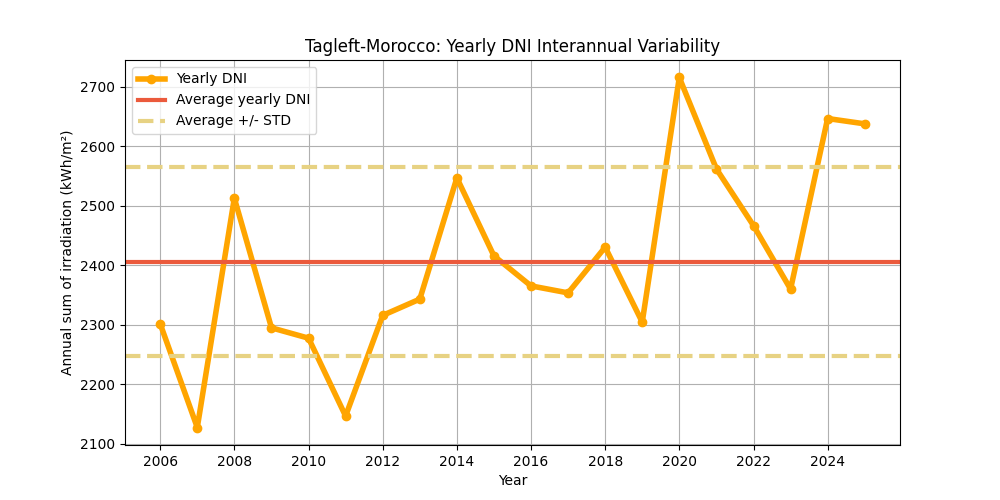 Tagleft-Morocco: Yearly DNI Interannual Variability
Yearly DNI
Average yearly DNI
Average +/- STD
Annual sum of irradiation (kWh/m²)
2700
2600
2500
2400
2300
2200
2100
2006 2008 2010 2012 2014 2016 2018 2020 2022 2024
Year